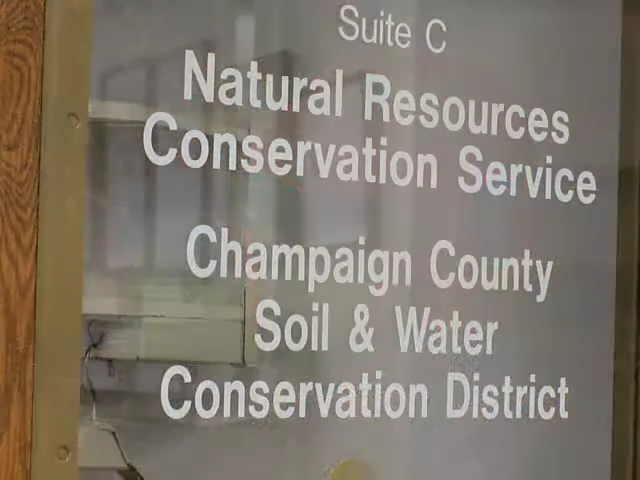 Suite C
Natural Resources
Conservation Service
Champaign County
Soil & Water
Conservation District